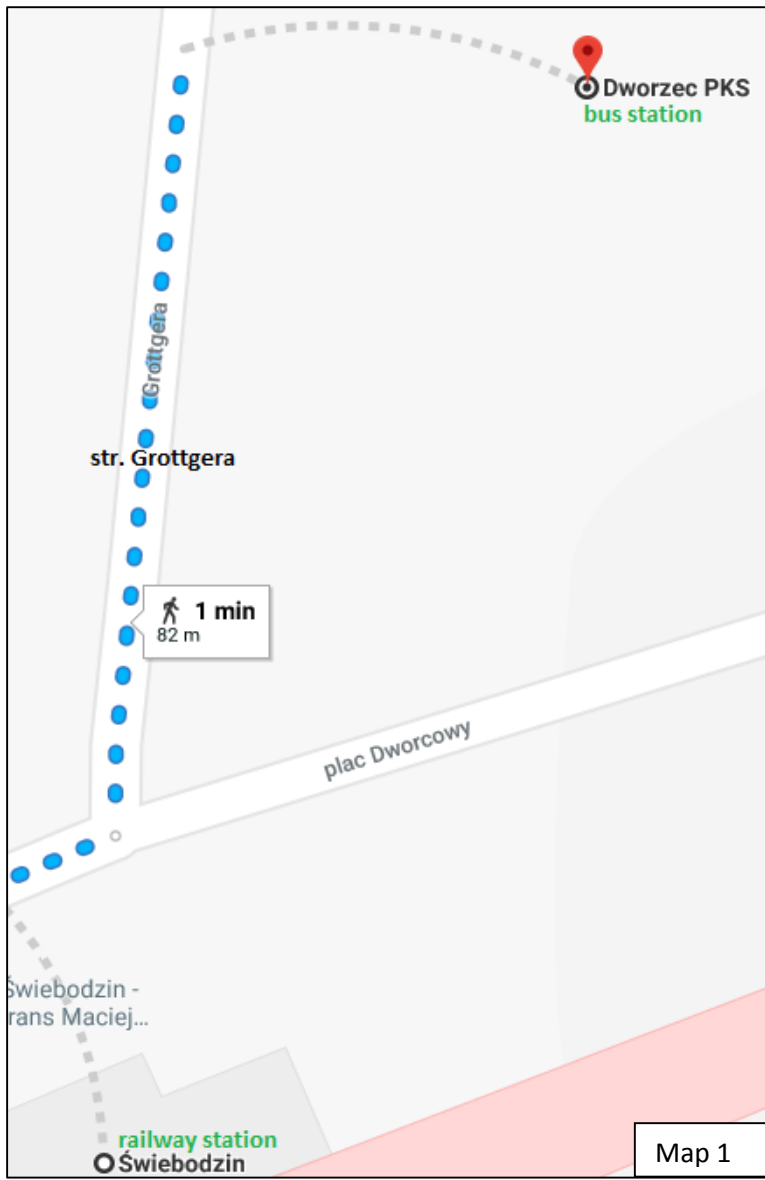 Dworzec PKS
bus station
Grottgera
str. Grottgera
1 min
82 m
plac Dworcowy
Świebodzin -
rans Maciej...
railway station
Świebodzin
Map 1